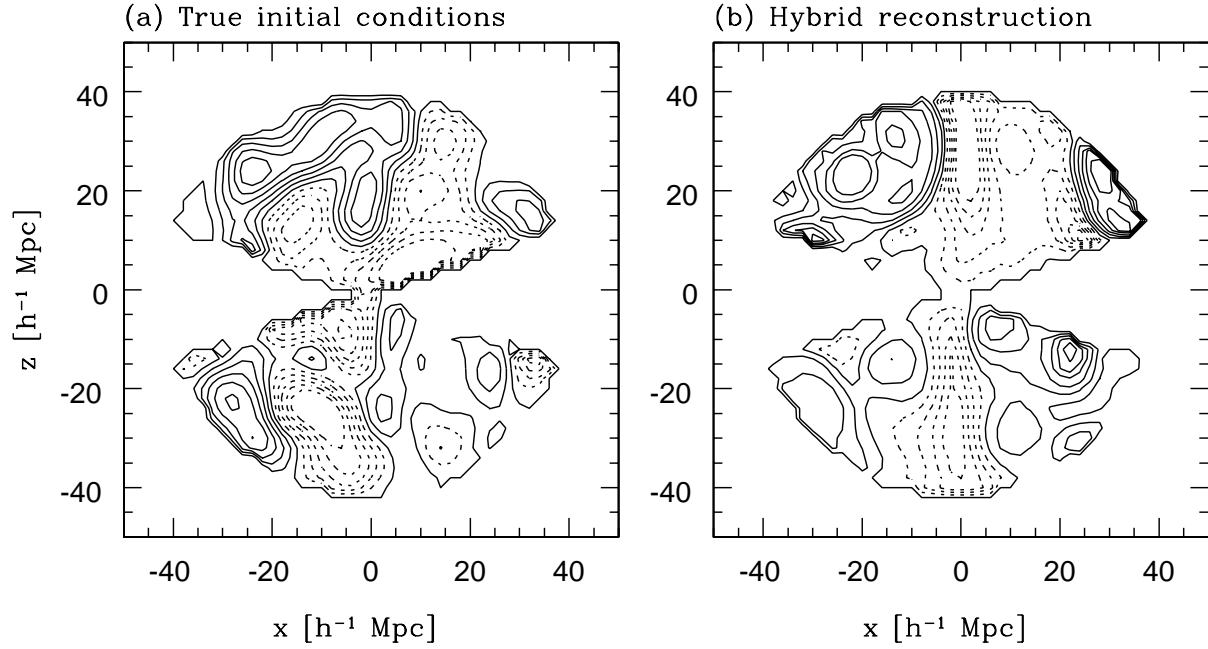 (a) True initial conditions
(b) Hybrid reconstruction
z [h⁻¹ Mpc]
40
20
0
-20
-40
-40 -20 0 20 40
x [h⁻¹ Mpc]
40
20
0
-20
-40
-40 -20 0 20 40
x [h⁻¹ Mpc]